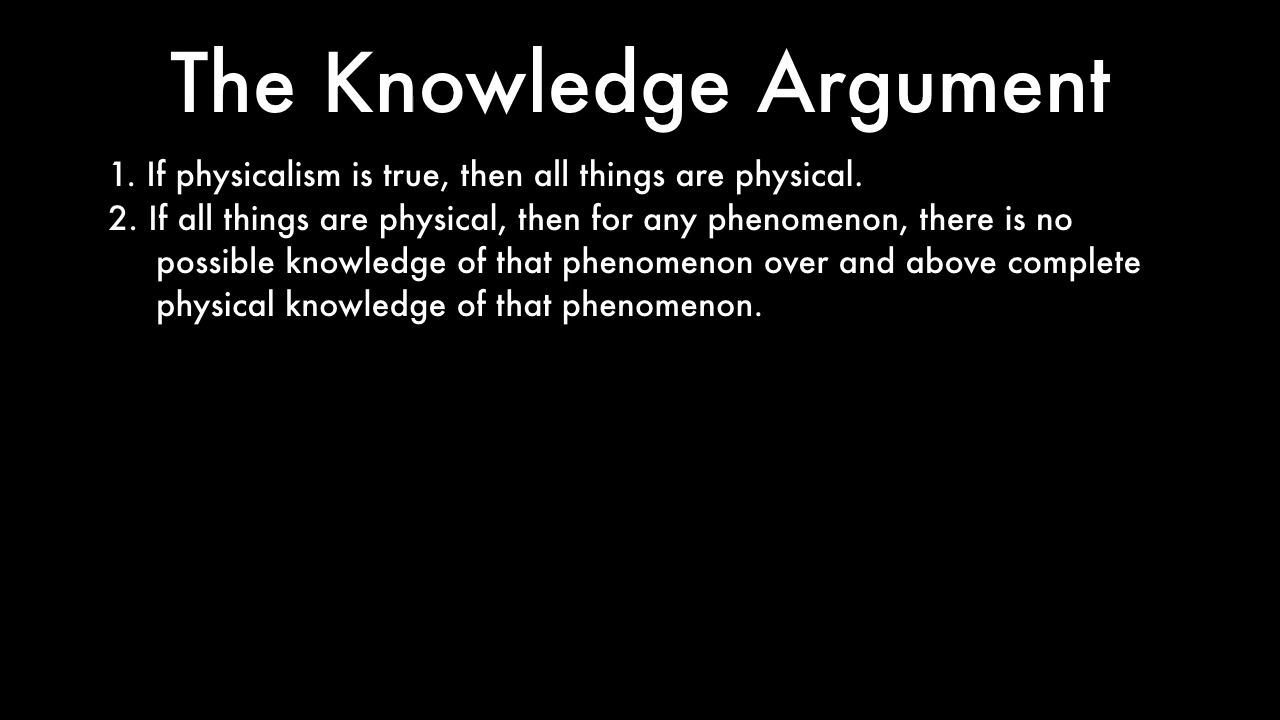 The Knowledge Argument
1. If physicalism is true, then all things are physical.
2. If all things are physical, then for any phenomenon, there is no
possible knowledge of that phenomenon over and above complete
physical knowledge of that phenomenon.